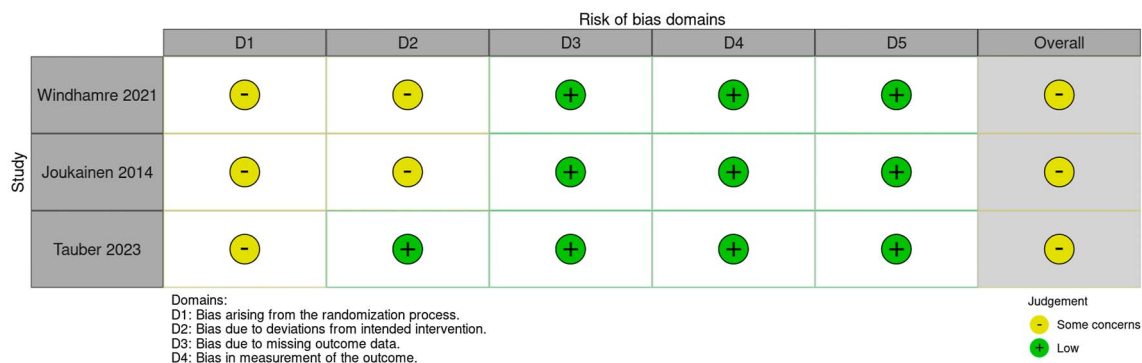 Risk of bias domains
D1 D2 D3 D4 D5 Overall
Study
Windhamre 2021 - - + + + -
Joukainen 2014 - - + + + -
Tauber 2023 - + + + + -
Domains:
D1: Bias arising from the randomization process.
D2: Bias due to deviations from intended intervention.
D3: Bias due to missing outcome data.
D4: Bias in measurement of the outcome.
Judgement
- Some concerns
+ Low